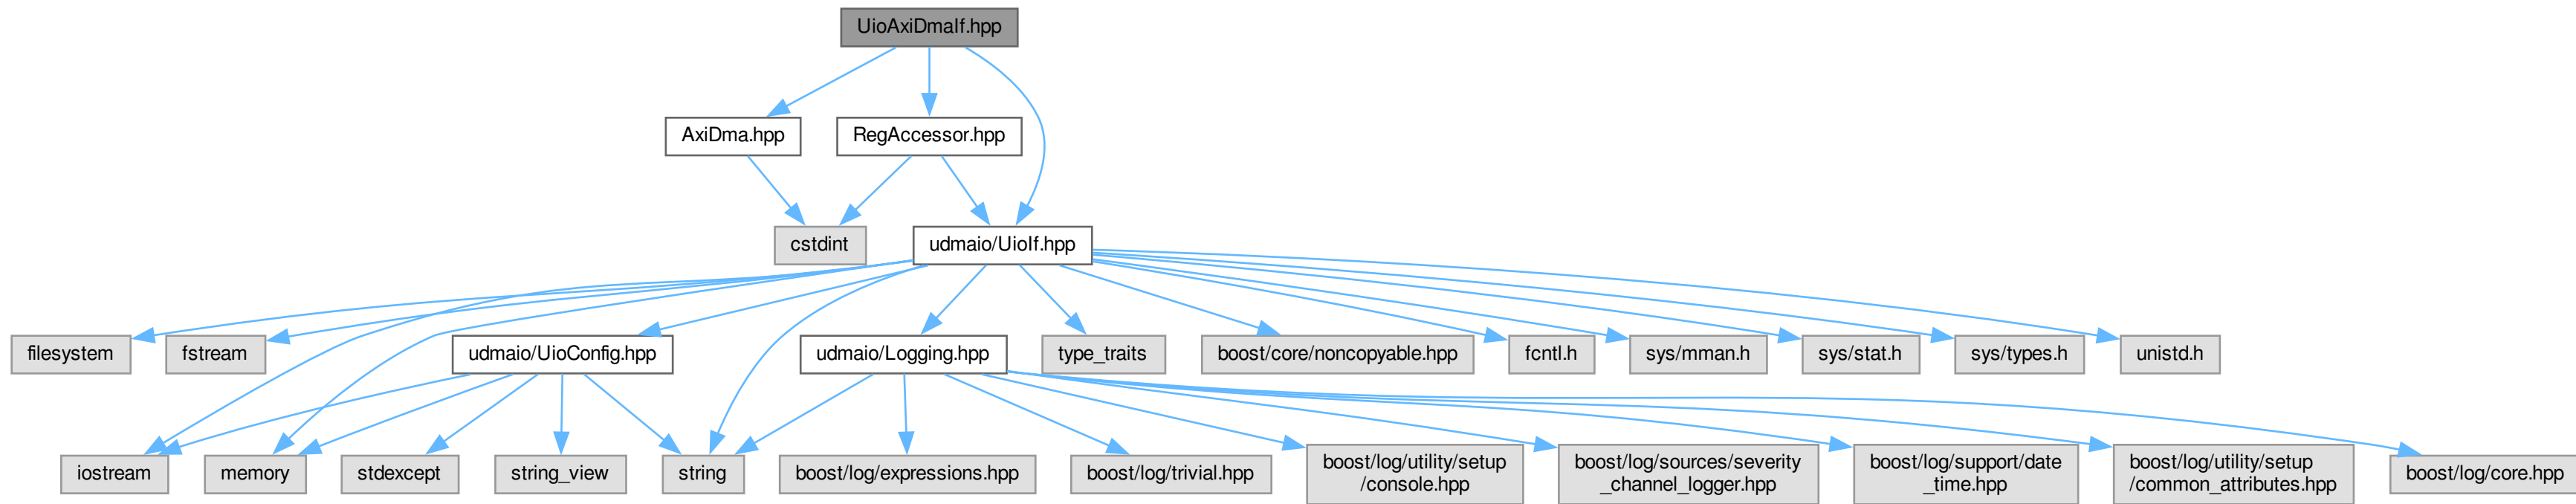 UioAxiDmaIf.hpp
AxiDma.hpp
RegAccessor.hpp
cstdint
udmaio/UioIf.hpp
filesystem
fstream
udmaio/UioConfig.hpp
udmaio/Logging.hpp
type_traits
boost/core/noncopyable.hpp
fcntl.h
sys/mman.h
sys/stat.h
sys/types.h
unistd.h
iostream
memory
stdexcept
string_view
string
boost/log/expressions.hpp
boost/log/trivial.hpp
boost/log/utility/setup
/console.hpp
boost/log/sources/severity
_channel_logger.hpp
boost/log/support/date
_time.hpp
boost/log/utility/setup
/common_attributes.hpp
boost/log/core.hpp